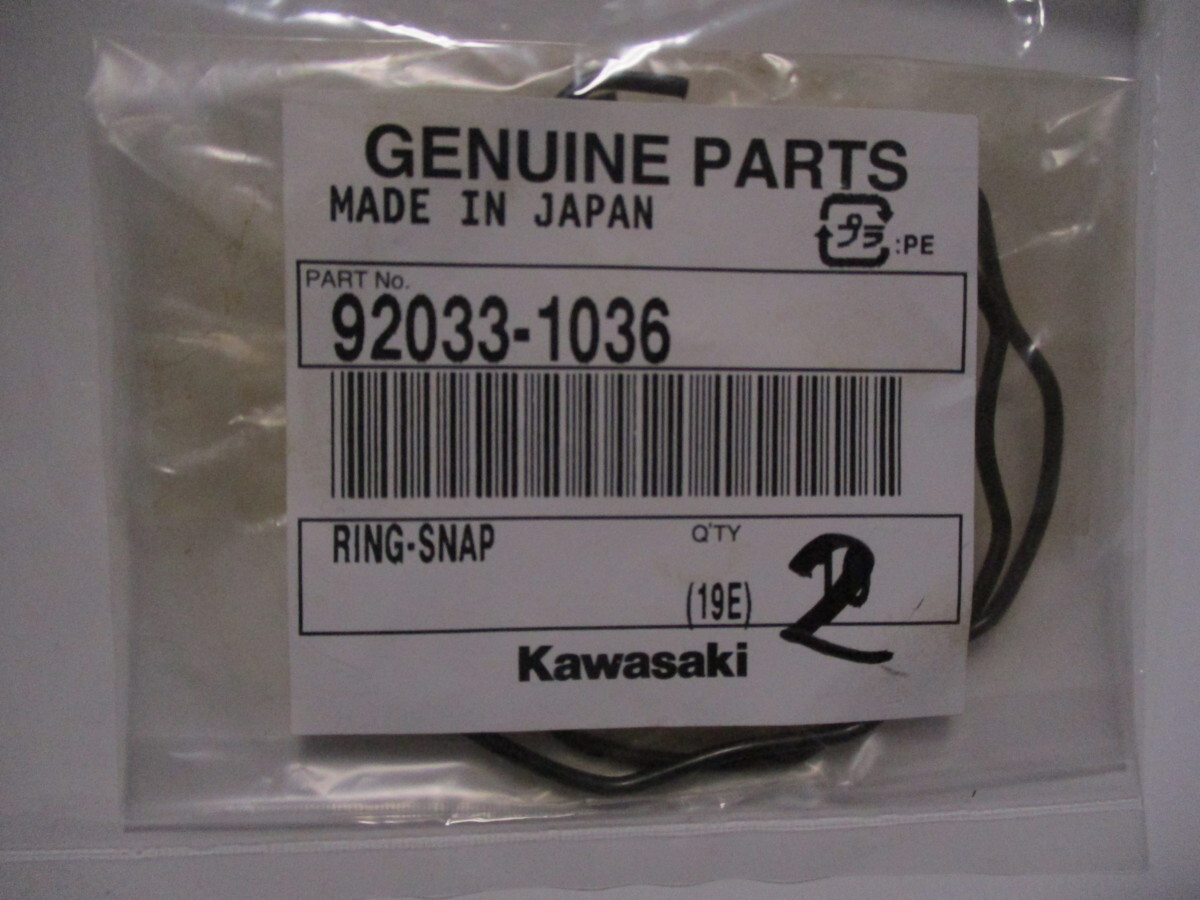 GENUINE PARTS
MADE IN JAPAN
プラ :PE
PART No.
92033-1036
RING-SNAP
Q'TY
2
(19E)
Kawasaki